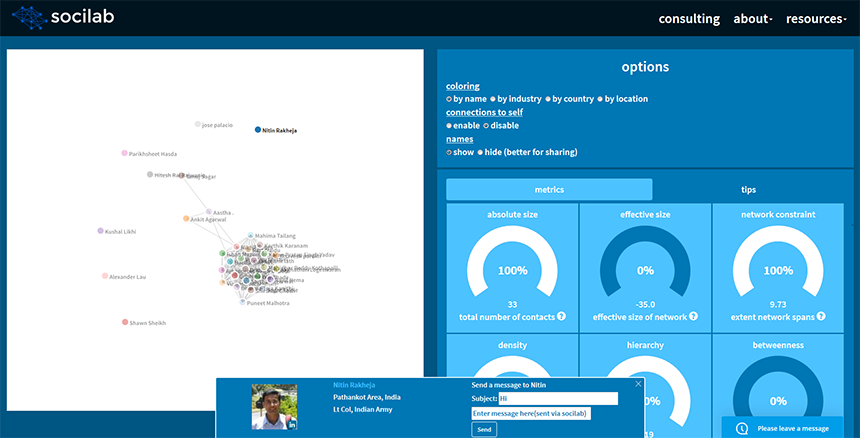 socilab
consulting
about
resources
jose palacio
Nitin Rakheja
Parikhsheet Hasda
Hitesh
Aastha .
Ankit Agarwal
Kushal Likhi
Mahima Tailang
Karthik Karanam
Alexander Lau
Puneet Malhotra
Shawn Sheikh
options
coloring
by name by industry by country by location
connections to self
enable disable
names
show hide (better for sharing)
metrics
tips
absolute size
100%
33
total number of contacts ?
effective size
0%
-35.0
effective size of network ?
network constraint
100%
9.73
extent network spans ?
density
hierarchy
0%
19
betweenness
Nitin Rakheja
Pathankot Area, India
Lt Col, Indian Army
in
Send a message to Nitin
Subject: Hi
Enter message here(sent via socilab)
Send
Please leave a message